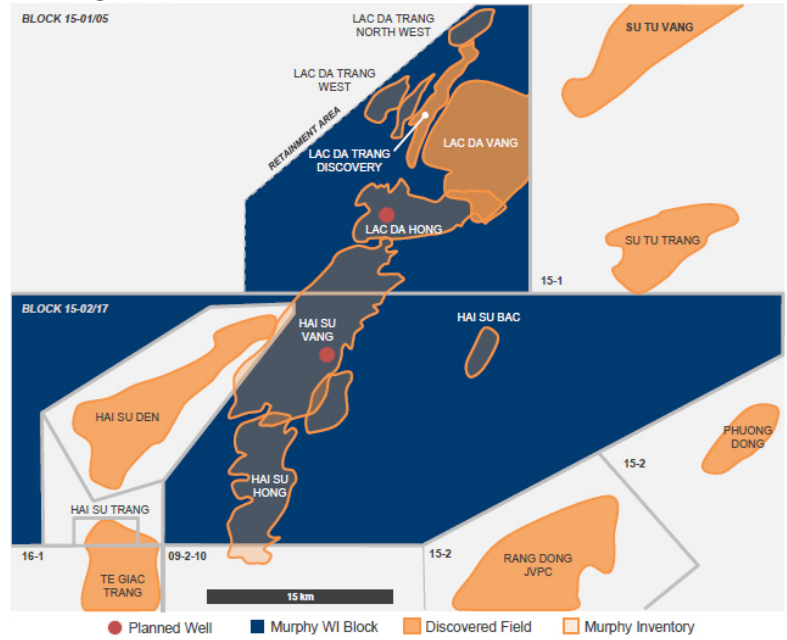 BLOCK 15-01/05
LAC DA TRANG
NORTH WEST
SU TU VANG
LAC DA TRANG
WEST
RETAINMENT AREA
LAC DA VANG
LAC DA TRANG
DISCOVERY
LAC DA HONG
SU TU TRANG
15-1
BLOCK 15-02/17
HAI SU
VANG
HAI SU BAC
HAI SU DEN
PHUONG
DONG
15-2
HAI SU
HONG
HAI SU TRANG
16-1
09-2-10
15-2
RANG DONG
JVPC
TE GIAC
TRANG
15 km
Planned Well
Murphy WI Block
Discovered Field
Murphy Inventory